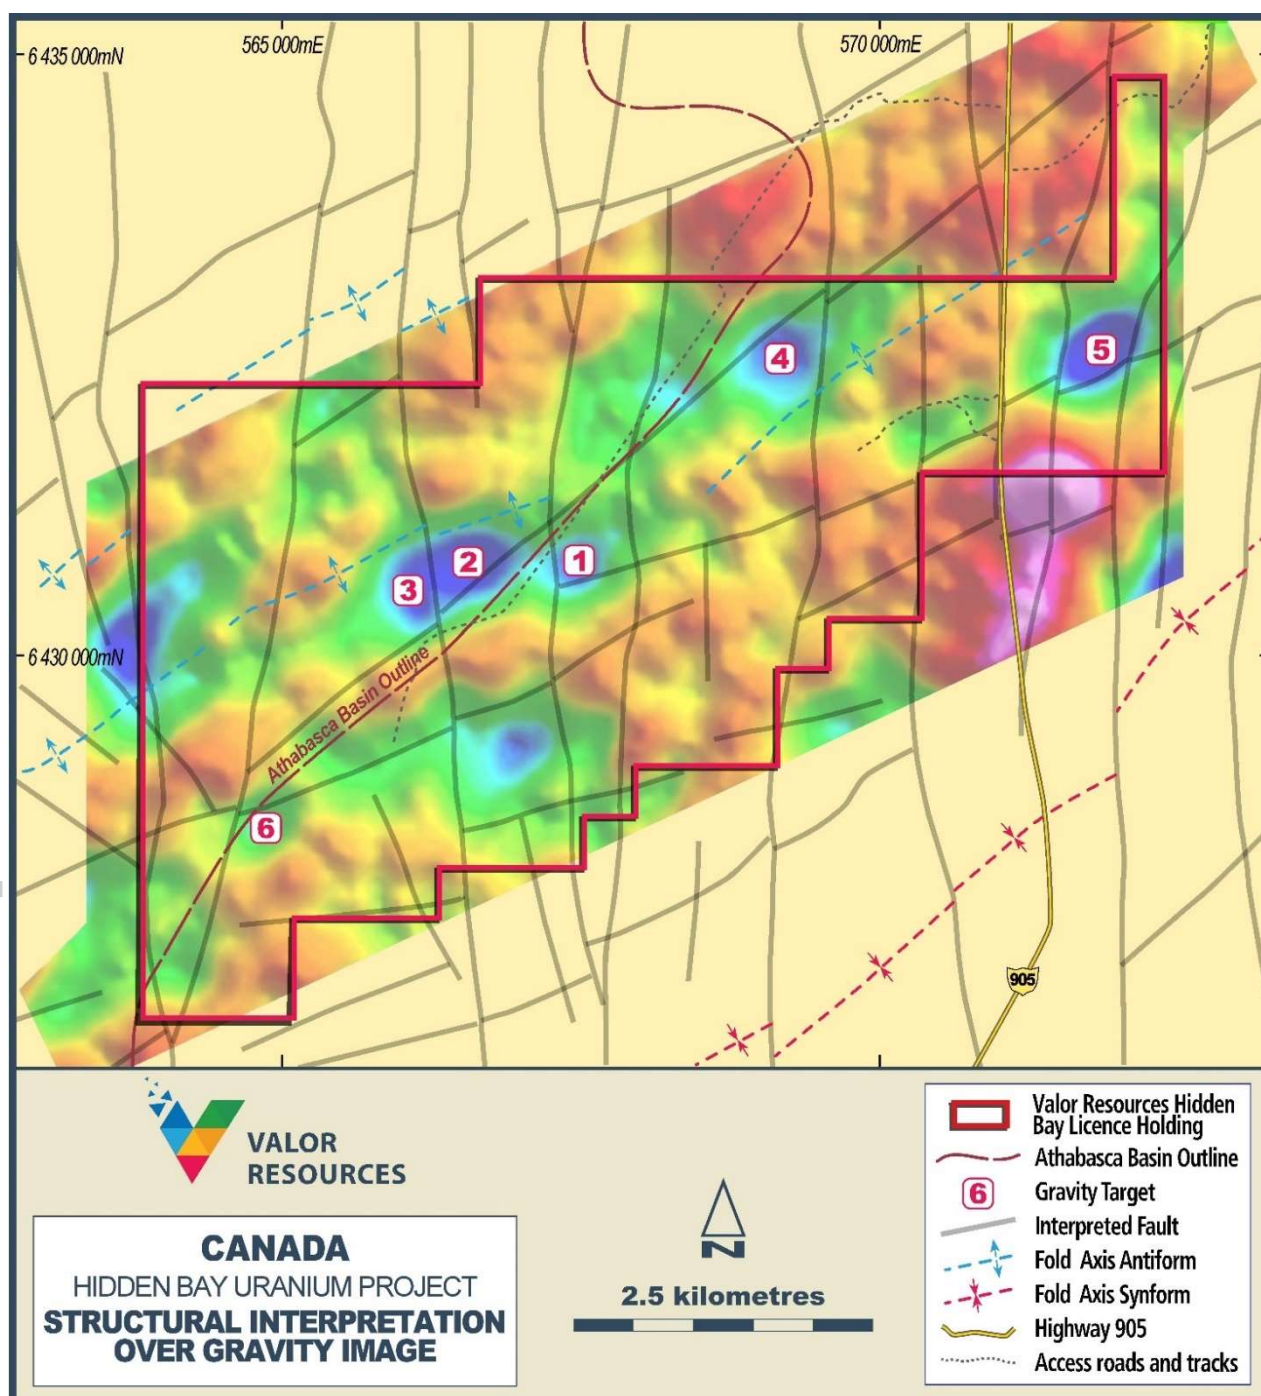 565 000mE
570 000mE
6 435 000mN
4
5
2
1
3
6 430 000mN
Athabasca Basin Outline
6
905
VALOR
RESOURCES
CANADA
HIDDEN BAY URANIUM PROJECT
STRUCTURAL INTERPRETATION
OVER GRAVITY IMAGE
N
2.5 kilometres
Valor Resources Hidden
Bay Licence Holding
Athabasca Basin Outline
6
Gravity Target
Interpreted Fault
Fold Axis Antiform
Fold Axis Synform
Highway 905
Access roads and tracks